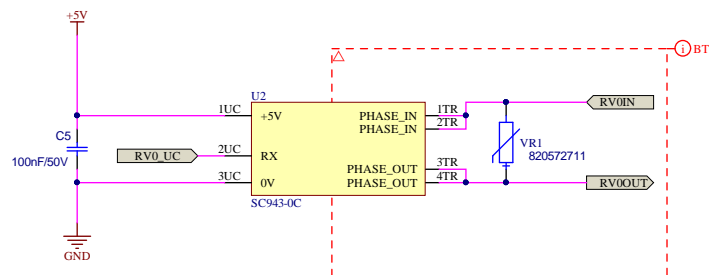 +5V
BT
U2
1UC
+5V
PHASE_IN
1TR
RV0IN
PHASE_IN
2TR
C5
100nF/50V
RV0_UC
2UC
RX
VR1
820572711
3UC
0V
PHASE_OUT
3TR
PHASE_OUT
4TR
RV0OUT
SC943-0C
GND